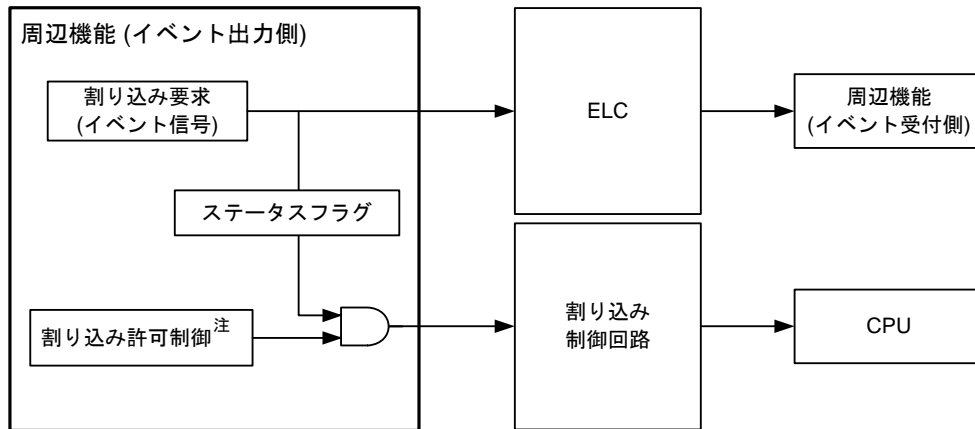 周辺機能 (イベント出力側)
割り込み要求
(イベント信号)
ELC
周辺機能
(イベント受付側)
ステータスフラグ
割り込み許可制御注
割り込み
制御回路
CPU